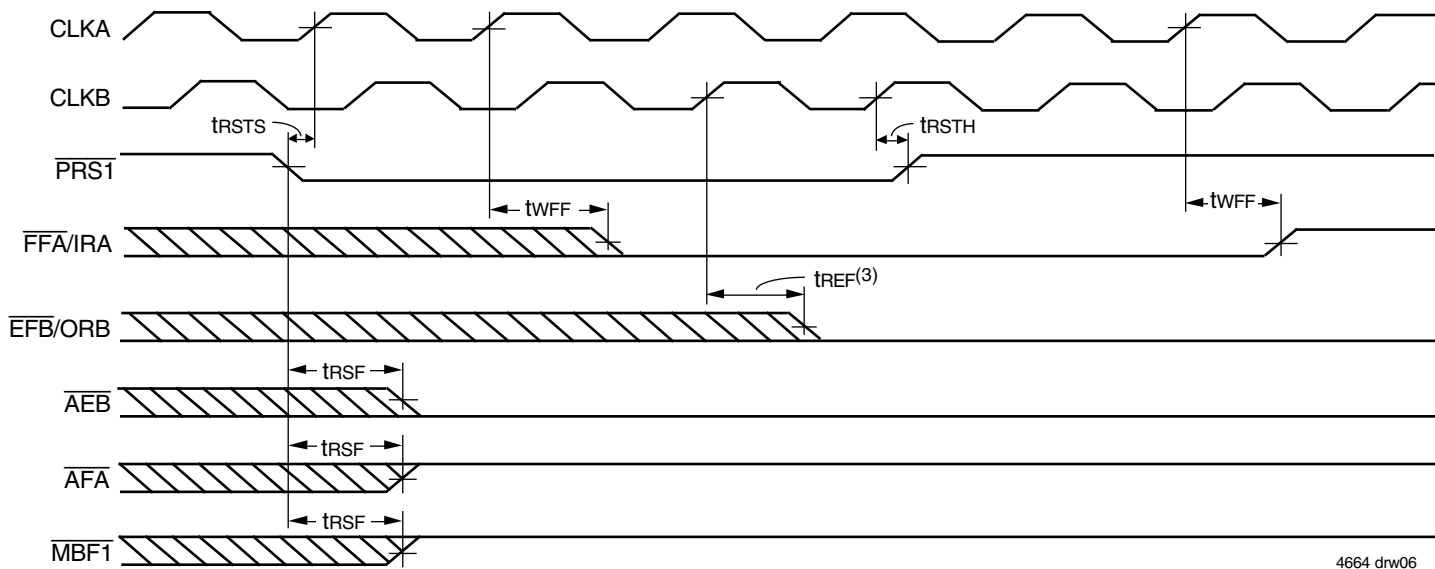 CLKA
CLKB
tRSTS
tRSTH
PRS1
tWFF
tWFF
FFA/IRA
tREF(3)
EFB/ORB
tRSF
AEB
tRSF
AFA
tRSF
MBF1
4664 drw06